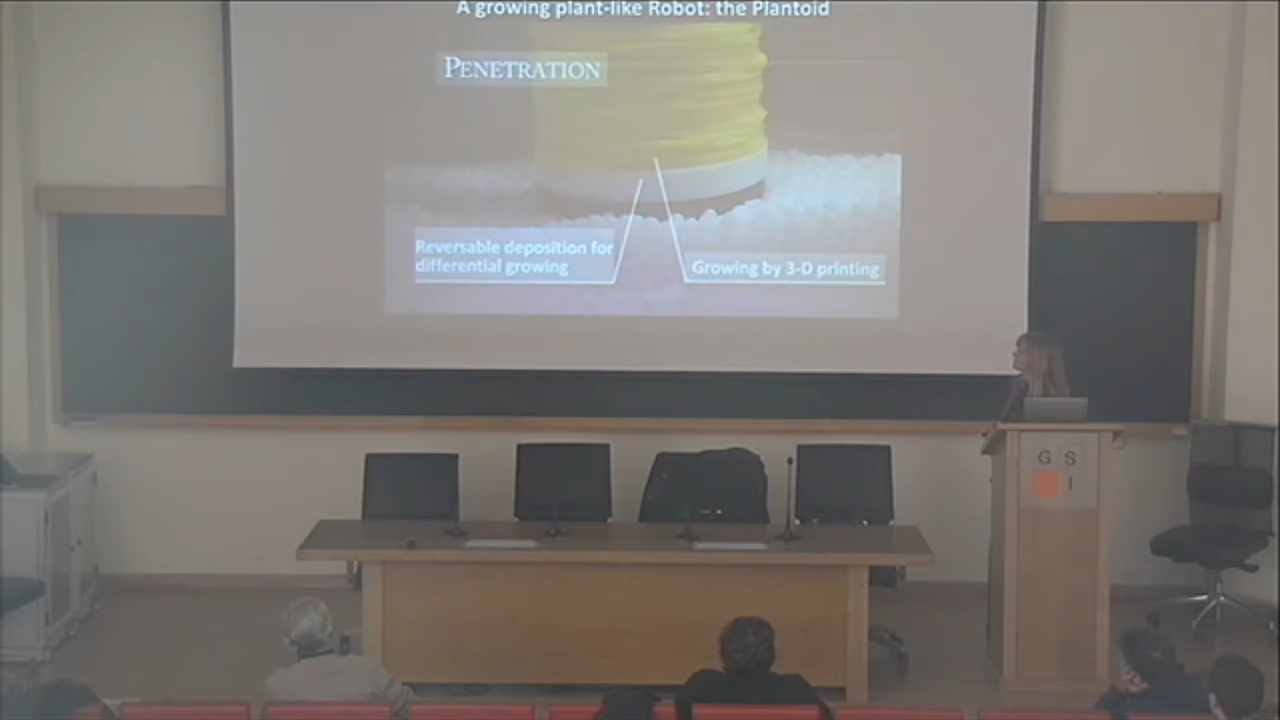 A growing plant-like Robot: the Plantoid
PENETRATION
Reversable deposition for
differential growing
Growing by 3-D printing
G S
I